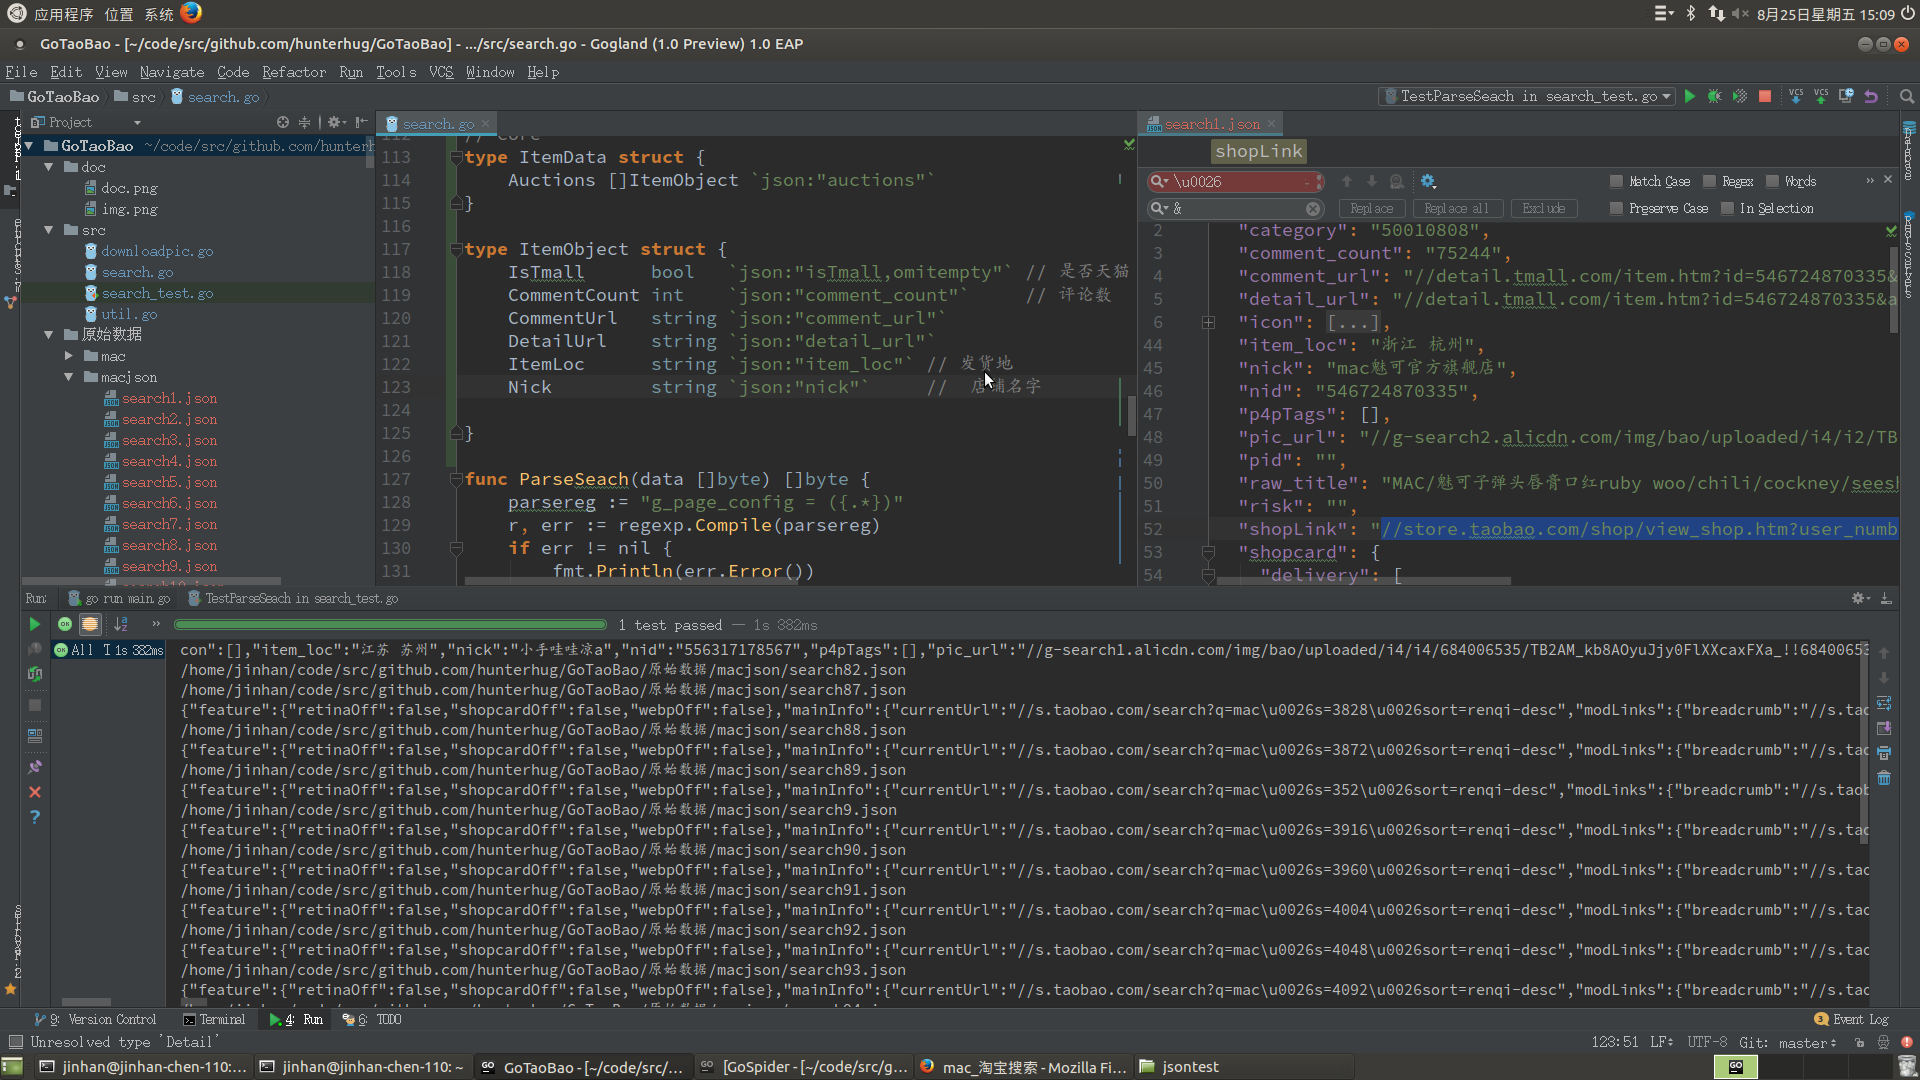 应用程序 位置 系统
8月25日星期五 15:09
GoTaoBao - [~/code/src/github.com/hunterhug/GoTaoBao] - .../src/search.go - Gogland (1.0 Preview) 1.0 EAP
File Edit View Navigate Code Refactor Run Tools VCS Window Help
GoTaoBao src search.go
TestParseSeach in search_test.go
Project
GoTaoBao ~/code/src/github.com/hunterh
doc
doc.png
img.png
src
downloadpic.go
search.go
search_test.go
util.go
原始数据
mac
macjson
search1.json
search2.json
search3.json
search4.json
search5.json
search6.json
search7.json
search8.json
search9.json
search.go
112 // core
113 type ItemData struct {
114 Auctions []ItemObject `json:"auctions"`
115 }
116
117 type ItemObject struct {
118 IsTmall bool `json:"isTmall,omitempty"` // 是否天猫
119 CommentCount int `json:"comment_count"` // 评论数
120 CommentUrl string `json:"comment_url"`
121 DetailUrl string `json:"detail_url"`
122 ItemLoc string `json:"item_loc"` // 发货地
123 Nick string `json:"nick"` // 店铺名字
124
125 }
126
127 func ParseSeach(data []byte) []byte {
128 parsereg := "g_page_config = ({.*})"
129 r, err := regexp.Compile(parsereg)
130 if err != nil {
131 fmt.Println(err.Error())
search1.json
shopLink
\u0026
Match Case Regex Words
&
Replace Replace all Exclude
Preserve Case In Selection
2 "category": "50010808",
3 "comment_count": "75244",
4 "comment_url": "//detail.tmall.com/item.htm?id=546724870335&
5 "detail_url": "//detail.tmall.com/item.htm?id=546724870335&a
6 "icon": [...],
44 "item_loc": "浙江 杭州",
45 "nick": "mac魅可官方旗舰店",
46 "nid": "546724870335",
47 "p4pTags": [],
48 "pic_url": "//g-search2.alicdn.com/img/bao/uploaded/i4/i2/TB
49 "pid": "",
50 "raw_title": "MAC/魅可子弹头唇膏口红ruby woo/chili/cockney/seesh
51 "risk": "",
52 "shopLink": "//store.taobao.com/shop/view_shop.htm?user_numb
53 "shopcard": {
54 "delivery": [
Run: go run main.go TestParseSeach in search_test.go
1 test passed — 1s 382ms
All T 1s 382ms
con":[],"item_loc":"江苏 苏州","nick":"小手哇哇凉a","nid":"556317178567","p4pTags":[],"pic_url":"//g-search1.alicdn.com/img/bao/uploaded/i4/i4/684006535/TB2AM_kb8AOyuJjy0FlXXcaxFXa_!!68400653
/home/jinhan/code/src/github.com/hunterhug/GoTaoBao/原始数据/macjson/search82.json
/home/jinhan/code/src/github.com/hunterhug/GoTaoBao/原始数据/macjson/search87.json
{"feature":{"retinaOff":false,"shopcardOff":false,"webpOff":false},"mainInfo":{"currentUrl":"//s.taobao.com/search?q=mac\u0026s=3828\u0026sort=renqi-desc","modLinks":{"breadcrumb":"//s.tao
/home/jinhan/code/src/github.com/hunterhug/GoTaoBao/原始数据/macjson/search88.json
{"feature":{"retinaOff":false,"shopcardOff":false,"webpOff":false},"mainInfo":{"currentUrl":"//s.taobao.com/search?q=mac\u0026s=3872\u0026sort=renqi-desc","modLinks":{"breadcrumb":"//s.tao
/home/jinhan/code/src/github.com/hunterhug/GoTaoBao/原始数据/macjson/search89.json
{"feature":{"retinaOff":false,"shopcardOff":false,"webpOff":false},"mainInfo":{"currentUrl":"//s.taobao.com/search?q=mac\u0026s=352\u0026sort=renqi-desc","modLinks":{"breadcrumb":"//s.taob
/home/jinhan/code/src/github.com/hunterhug/GoTaoBao/原始数据/macjson/search9.json
{"feature":{"retinaOff":false,"shopcardOff":false,"webpOff":false},"mainInfo":{"currentUrl":"//s.taobao.com/search?q=mac\u0026s=3916\u0026sort=renqi-desc","modLinks":{"breadcrumb":"//s.tao
/home/jinhan/code/src/github.com/hunterhug/GoTaoBao/原始数据/macjson/search90.json
{"feature":{"retinaOff":false,"shopcardOff":false,"webpOff":false},"mainInfo":{"currentUrl":"//s.taobao.com/search?q=mac\u0026s=3960\u0026sort=renqi-desc","modLinks":{"breadcrumb":"//s.tao
/home/jinhan/code/src/github.com/hunterhug/GoTaoBao/原始数据/macjson/search91.json
{"feature":{"retinaOff":false,"shopcardOff":false,"webpOff":false},"mainInfo":{"currentUrl":"//s.taobao.com/search?q=mac\u0026s=4004\u0026sort=renqi-desc","modLinks":{"breadcrumb":"//s.tao
/home/jinhan/code/src/github.com/hunterhug/GoTaoBao/原始数据/macjson/search92.json
{"feature":{"retinaOff":false,"shopcardOff":false,"webpOff":false},"mainInfo":{"currentUrl":"//s.taobao.com/search?q=mac\u0026s=4048\u0026sort=renqi-desc","modLinks":{"breadcrumb":"//s.tao
/home/jinhan/code/src/github.com/hunterhug/GoTaoBao/原始数据/macjson/search93.json
{"feature":{"retinaOff":false,"shopcardOff":false,"webpOff":false},"mainInfo":{"currentUrl":"//s.taobao.com/search?q=mac\u0026s=4092\u0026sort=renqi-desc","modLinks":{"breadcrumb":"//s.tao
9: Version Control Terminal 4: Run 6: TODO
3 Event Log
Unresolved type 'Detail'
123:51 LF UTF-8 Git: master
jinhan@jinhan-chen-110:... jinhan@jinhan-chen-110: ~ GoTaoBao - [~/code/src/... [GoSpider - [~/code/src/g... mac_淘宝搜索 - Mozilla Fi... jsontest